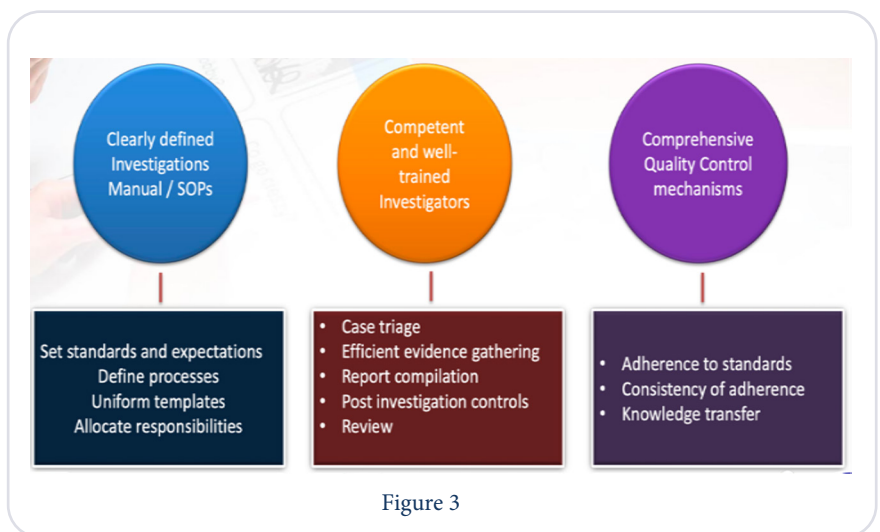 Clearly defined
Investigations
Manual / SOPs
Competent
and well-
trained
Investigators
Comprehensive
Quality Control
mechanisms
Set standards and expectations
Define processes
Uniform templates
Allocate responsibilities
• Case triage
• Efficient evidence gathering
• Report compilation
• Post investigation controls
• Review
• Adherence to standards
• Consistency of adherence
• Knowledge transfer
Figure 3